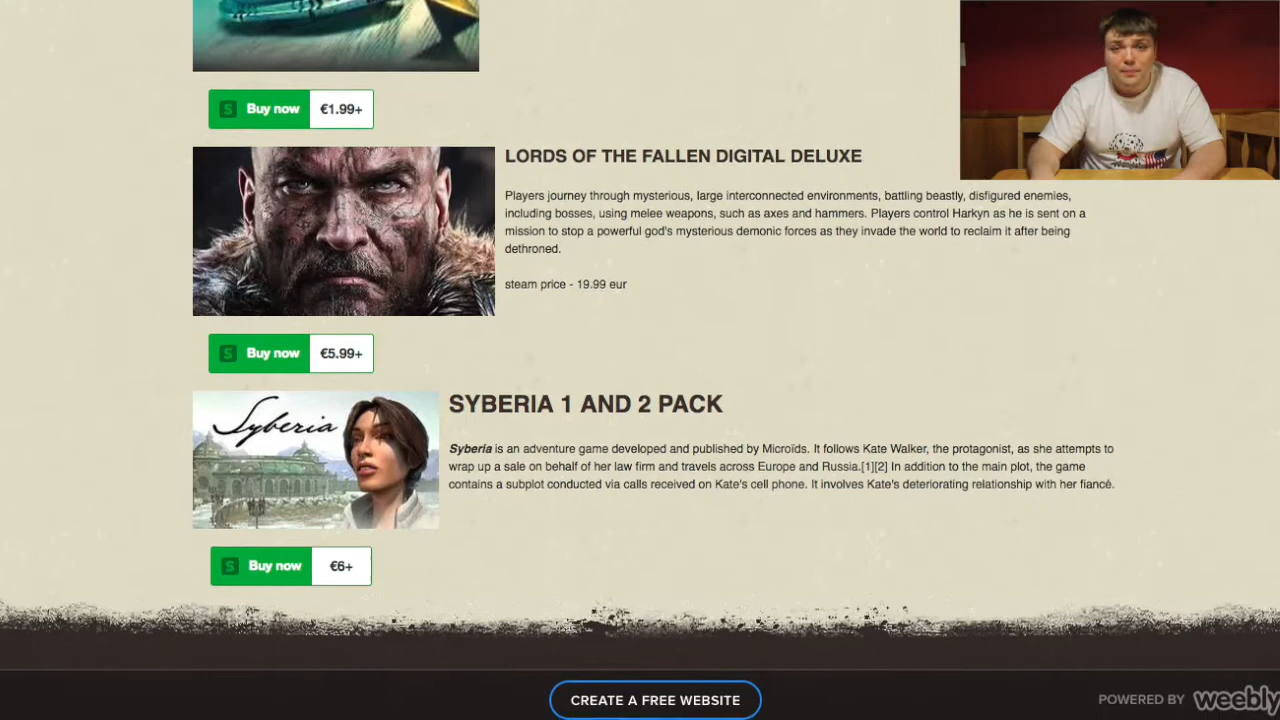 S Buy now €1.99+
LORDS OF THE FALLEN DIGITAL DELUXE
Players journey through mysterious, large interconnected environments, battling beastly, disfigured enemies,
including bosses, using melee weapons, such as axes and hammers. Players control Harkyn as he is sent on a
mission to stop a powerful god's mysterious demonic forces as they invade the world to reclaim it after being
dethroned.
steam price - 19.99 eur
S Buy now €5.99+
Syberia
SYBERIA 1 AND 2 PACK
Syberia is an adventure game developed and published by Microïds. It follows Kate Walker, the protagonist, as she attempts to
wrap up a sale on behalf of her law firm and travels across Europe and Russia.[1][2] In addition to the main plot, the game
contains a subplot conducted via calls received on Kate's cell phone. It involves Kate's deteriorating relationship with her fiancé.
S Buy now €6+
CREATE A FREE WEBSITE
POWERED BY weebly